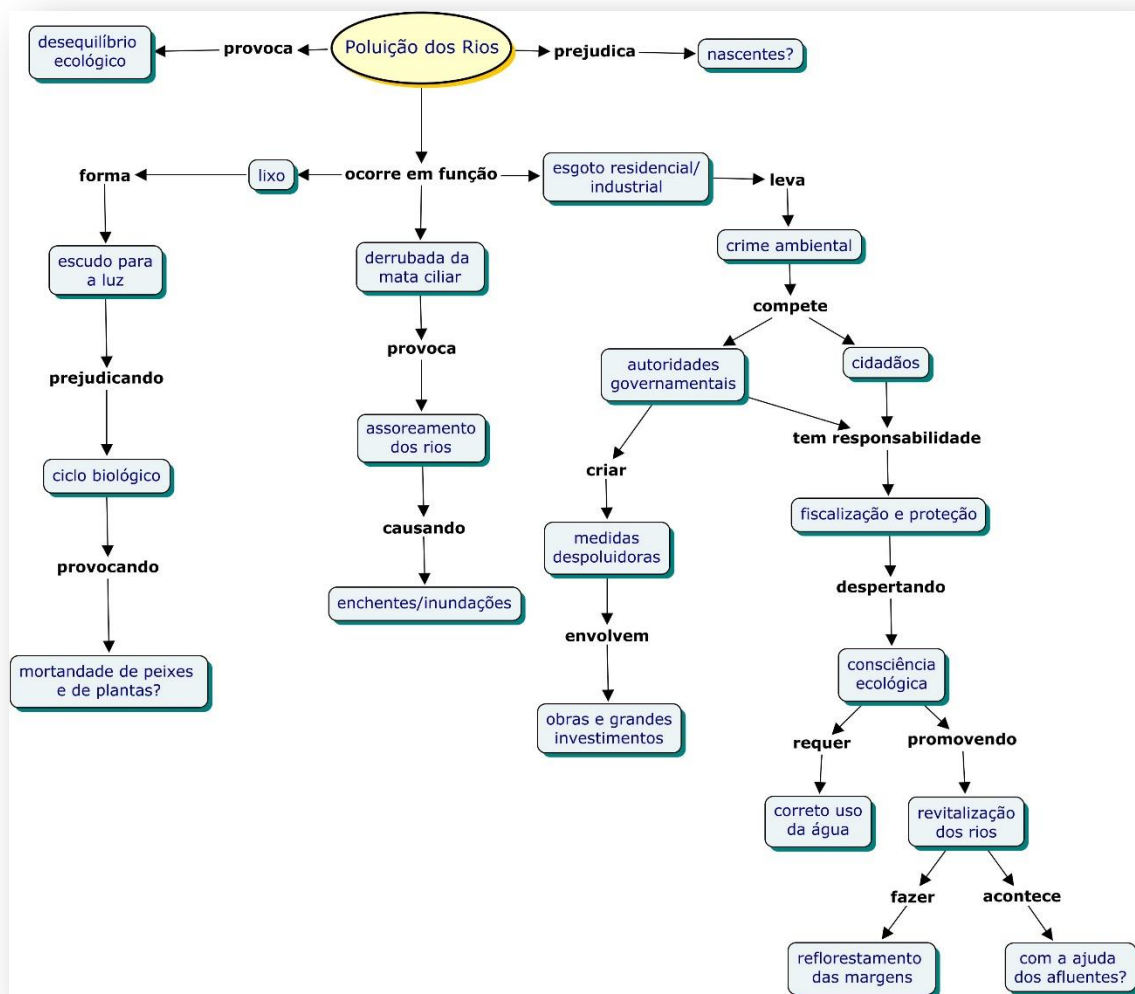 desequilíbrio
ecológico
provoca
Poluição dos Rios
prejudica
nascentes?
forma
lixo
ocorre em função
esgoto residencial/
industrial
leva
escudo para
a luz
derrubada da
mata ciliar
crime ambiental
compete
prejudicando
provoca
autoridades
governamentais
cidadãos
ciclo biológico
assoreamento
dos rios
tem responsabilidade
criar
provocando
causando
medidas
despoluidoras
fiscalização e proteção
despertando
mortandade de peixes
e de plantas?
enchentes/inundações
envolvem
consciência
ecológica
obras e grandes
investimentos
requer
promovendo
correto uso
da água
revitalização
dos rios
fazer
acontece
reflorestamento
das margens
com a ajuda
dos afluentes?